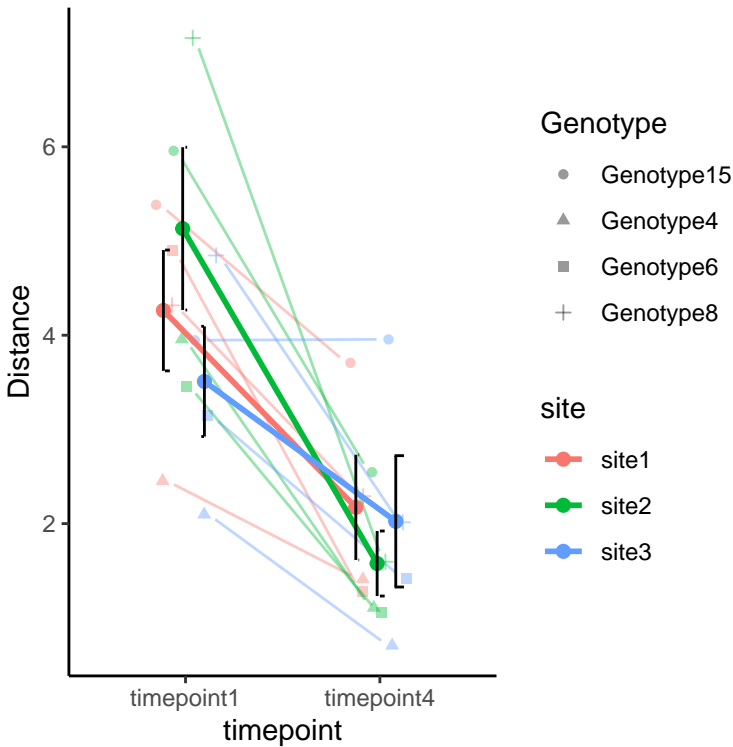 Distance
6
4
2
timepoint1
timepoint4
timepoint
Genotype
Genotype15
Genotype4
Genotype6
Genotype8
site
site1
site2
site3